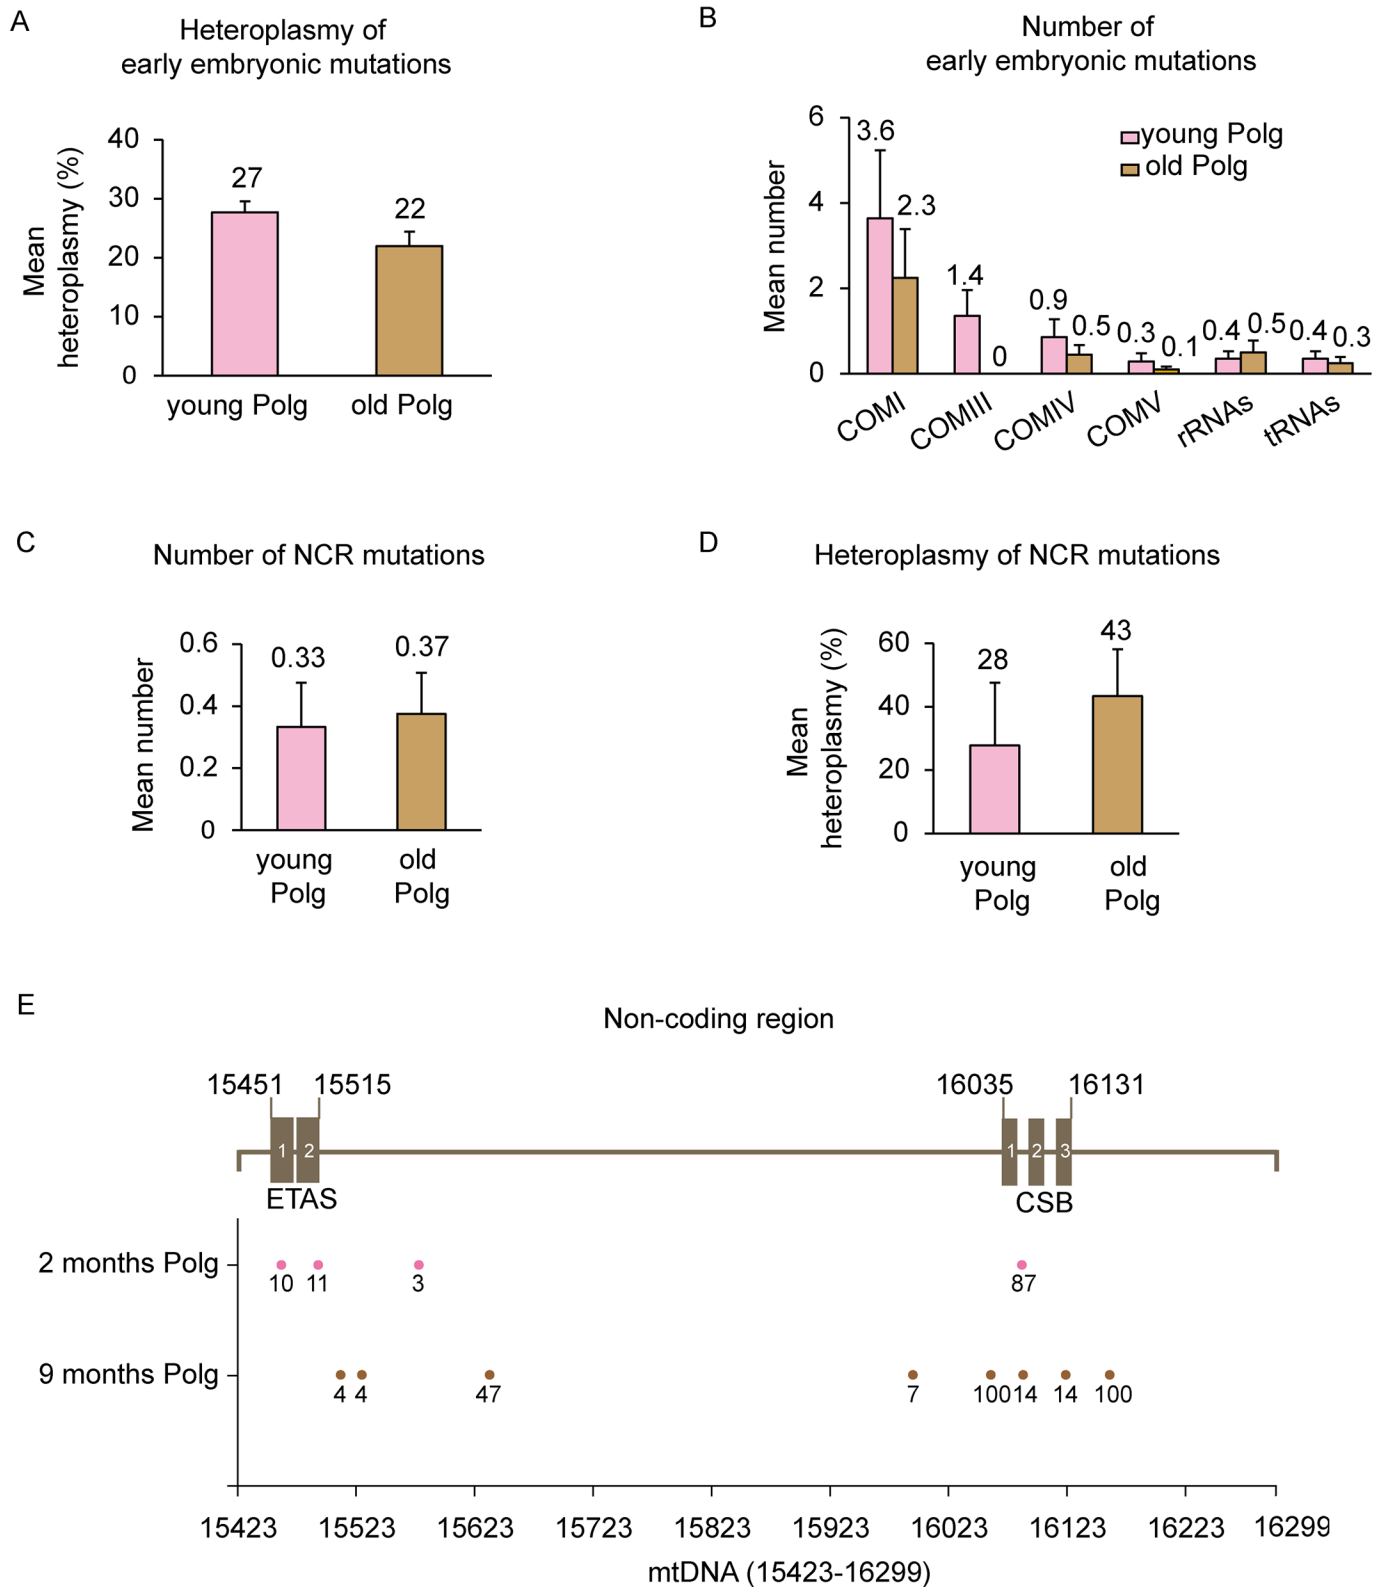 A
Heteroplasmy of
early embryonic mutations
Mean
heteroplasmy (%)
40
30
20
10
0
27
22
young Polg
old Polg
B
Number of
early embryonic mutations
Mean number
6
4
2
0
young Polg
old Polg
3.6
2.3
1.4
0
0.9
0.5
0.3
0.1
0.4
0.5
0.4
0.3
COMI
COMIII
COMIV
COMV
rRNAs
tRNAs
C
Number of NCR mutations
Mean number
0.6
0.4
0.2
0
0.33
0.37
young
Polg
old
Polg
D
Heteroplasmy of NCR mutations
Mean
heteroplasmy (%)
60
40
20
0
28
43
young
Polg
old
Polg
E
Non-coding region
15451 15515
16035 16131
1 2
1 2 3
ETAS
CSB
2 months Polg
10 11 3 87
9 months Polg
4 4 47 7 100 14 14 100
15423 15523 15623 15723 15823 15923 16023 16123 16223 16299
mtDNA (15423-16299)